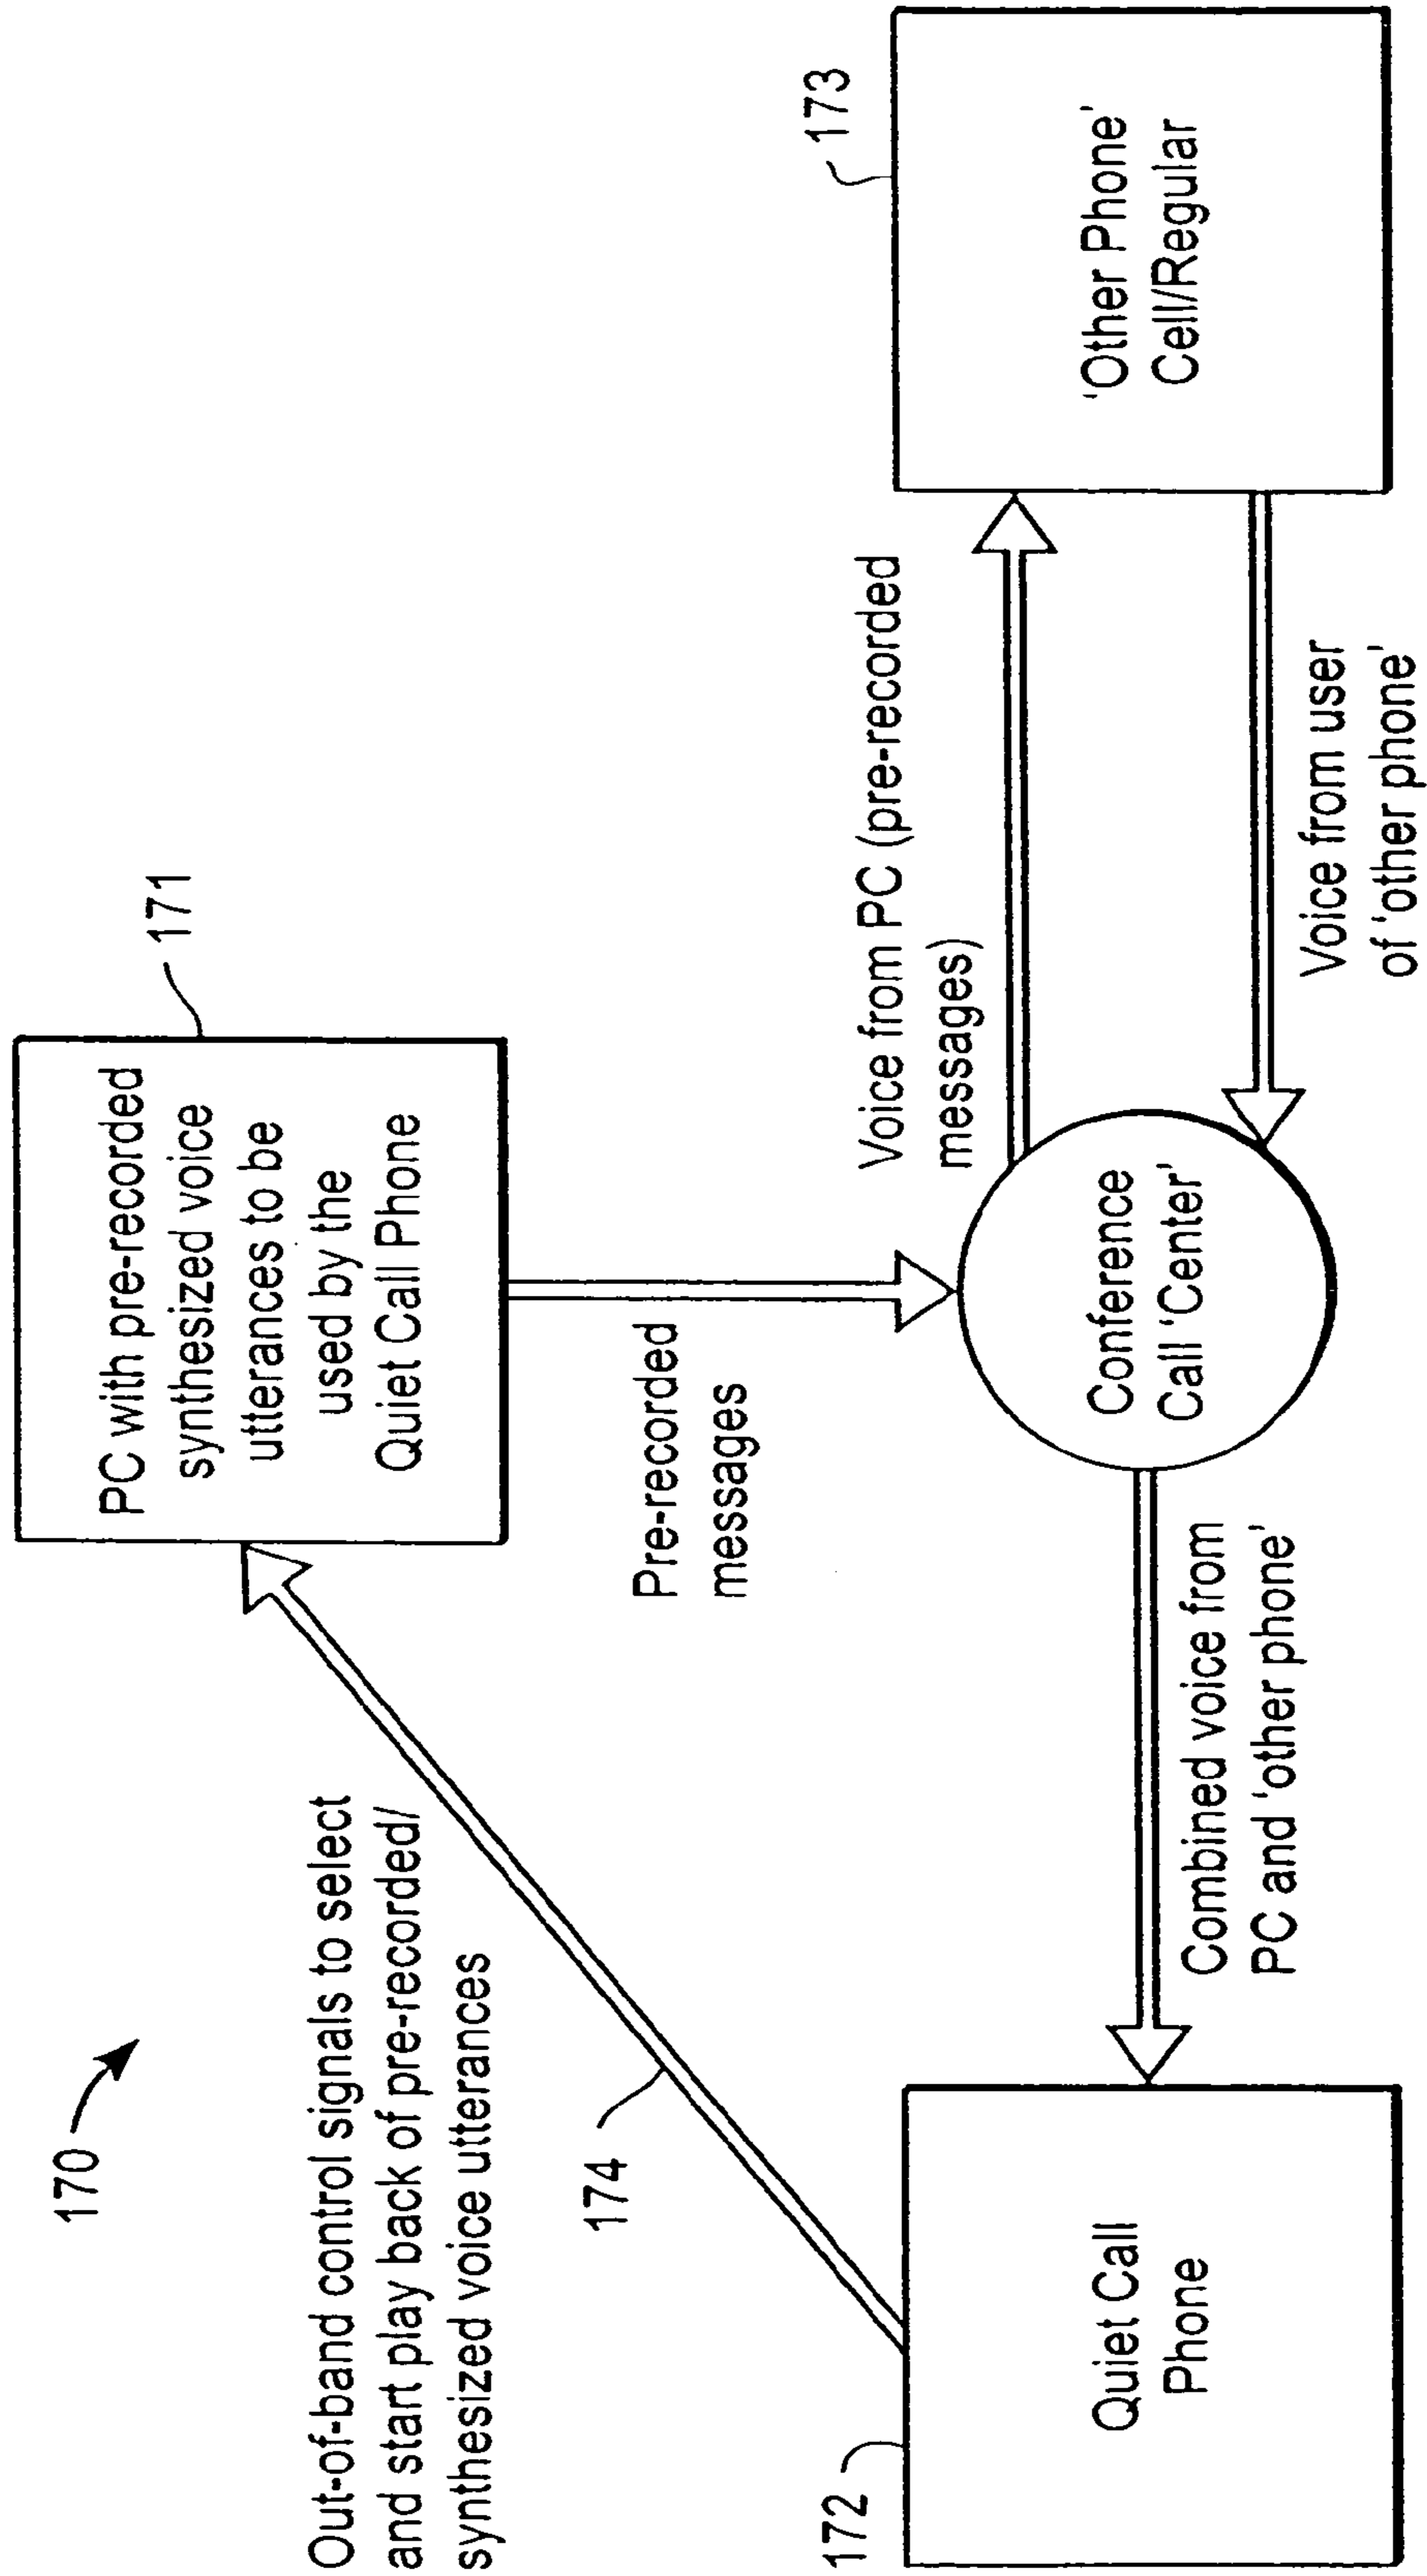 170
Out-of-band control signals to select
and start play back of pre-recorded/
synthesized voice utterances
174
PC with pre-recorded
synthesized voice
utterances to be
used by the
Quiet Call Phone
171
Pre-recorded
messages
172
Quiet Call
Phone
Combined voice from
PC and 'other phone'
Conference
Call 'Center'
Voice from PC (pre-recorded
messages)
Voice from user
of 'other phone'
173
'Other Phone'
Cell/Regular